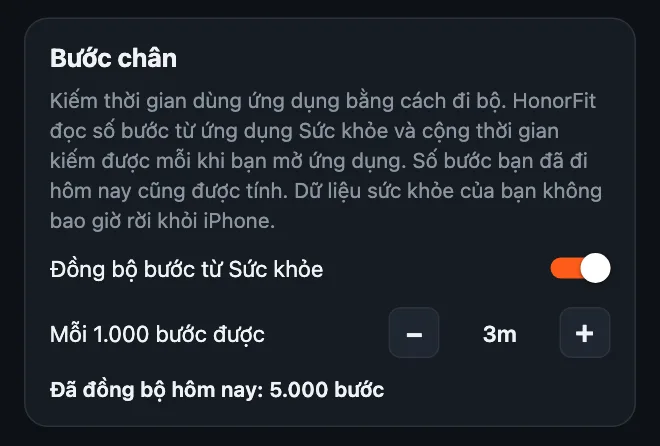 Bước chân
Kiếm thời gian dùng ứng dụng bằng cách đi bộ. HonorFit
đọc số bước từ ứng dụng Sức khỏe và cộng thời gian
kiếm được mỗi khi bạn mở ứng dụng. Số bước bạn đã đi
hôm nay cũng được tính. Dữ liệu sức khỏe của bạn không
bao giờ rời khỏi iPhone.
Đồng bộ bước từ Sức khỏe
Mỗi 1.000 bước được − 3m +
Đã đồng bộ hôm nay: 5.000 bước